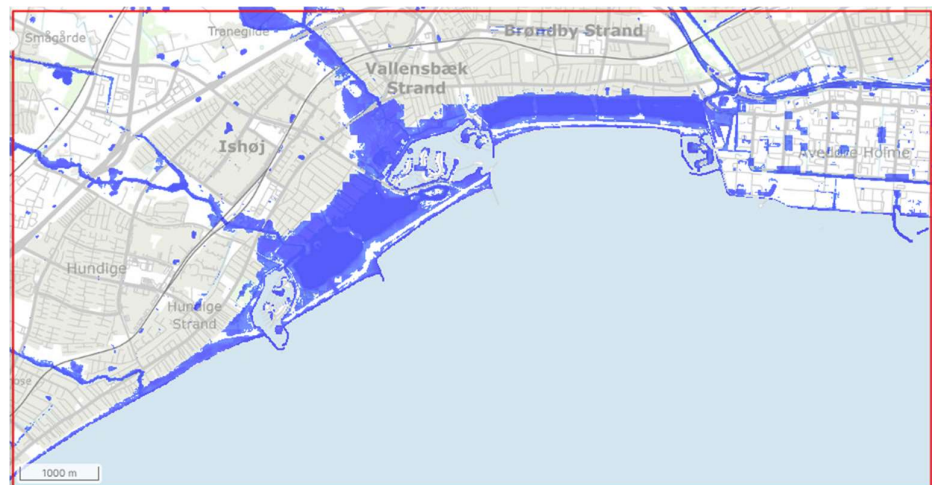 Smågårde
Tranegilde
Brøndby Strand
Vallensbæk
Strand
Ishøj
Avedøre Holme
Hundige
Hundige
Strand
1000 m